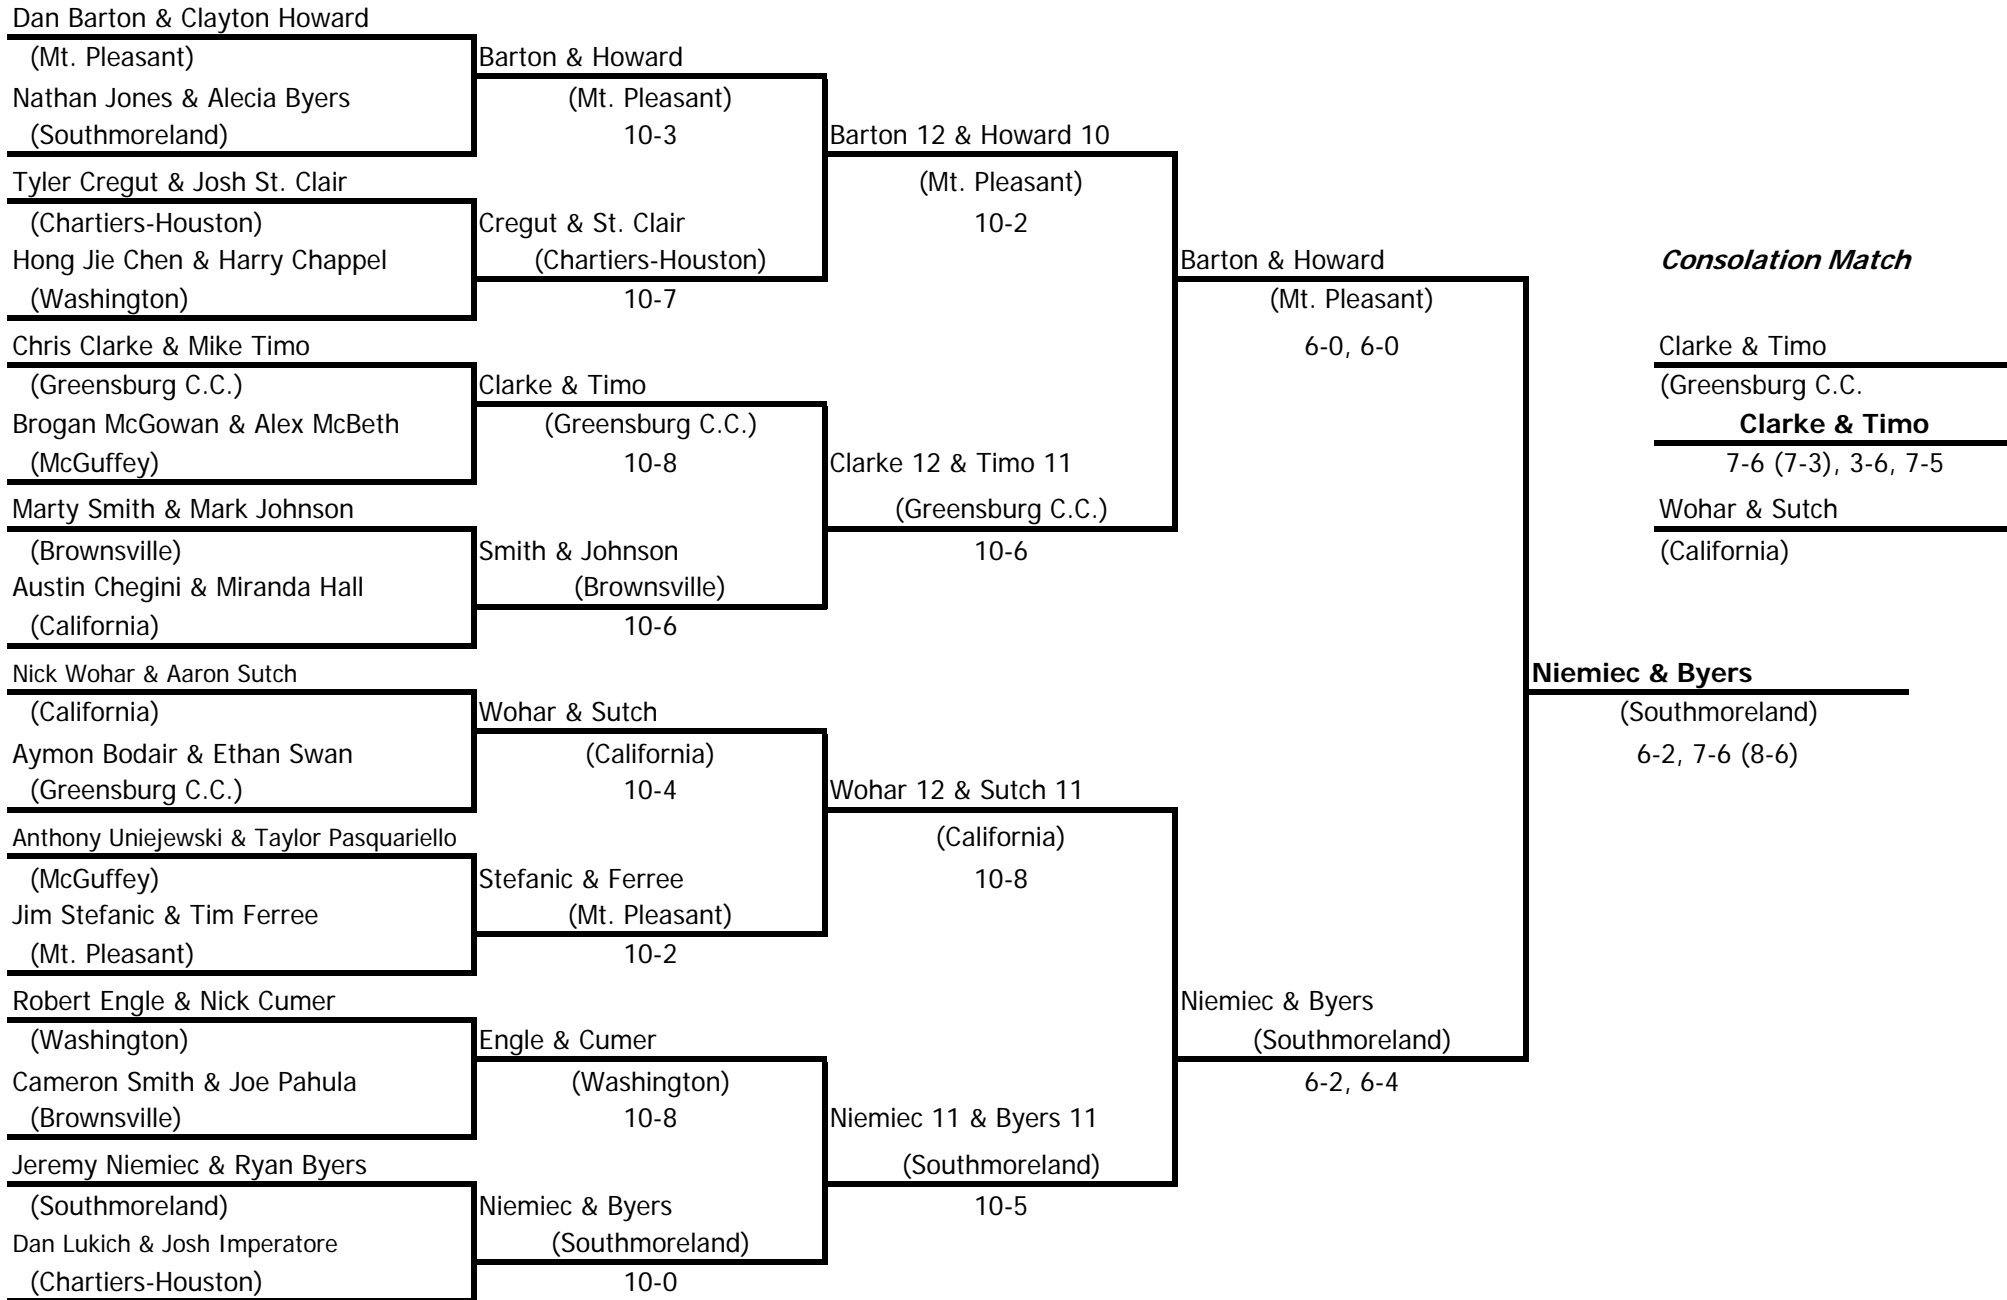 Dan Barton & Clayton Howard
(Mt. Pleasant)
Nathan Jones & Alecia Byers
(Southmoreland)
Tyler Cregut & Josh St. Clair
(Chartiers-Houston)
Hong Jie Chen & Harry Chappel
(Washington)
Chris Clarke & Mike Timo
(Greensburg C.C.)
Brogan McGowan & Alex McBeth
(McGuffey)
Marty Smith & Mark Johnson
(Brownsville)
Austin Chegini & Miranda Hall
(California)
Nick Wohar & Aaron Sutch
(California)
Aymon Bodair & Ethan Swan
(Greensburg C.C.)
Anthony Uniejewski & Taylor Pasquariello
(McGuffey)
Jim Stefanic & Tim Ferree
(Mt. Pleasant)
Robert Engle & Nick Cumer
(Washington)
Cameron Smith & Joe Pahula
(Brownsville)
Jeremy Niemiec & Ryan Byers
(Southmoreland)
Dan Lukich & Josh Imperatore
(Chartiers-Houston)
Barton & Howard
(Mt. Pleasant)
10-3
Cregut & St. Clair
(Chartiers-Houston)
10-7
Clarke & Timo
(Greensburg C.C.)
10-8
Smith & Johnson
(Brownsville)
10-6
Wohar & Sutch
(California)
10-4
Stefanic & Ferree
(Mt. Pleasant)
10-2
Engle & Cumer
(Washington)
10-8
Niemiec & Byers
(Southmoreland)
10-0
Barton 12 & Howard 10
(Mt. Pleasant)
10-2
Clarke 12 & Timo 11
(Greensburg C.C.)
10-6
Wohar 12 & Sutch 11
(California)
10-8
Niemiec 11 & Byers 11
(Southmoreland)
10-5
Barton & Howard
(Mt. Pleasant)
6-0, 6-0
Niemiec & Byers
(Southmoreland)
6-2, 6-4
Niemiec & Byers
(Southmoreland)
6-2, 7-6 (8-6)
Consolation Match
Clarke & Timo
(Greensburg C.C.
Clarke & Timo
7-6 (7-3), 3-6, 7-5
Wohar & Sutch
(California)